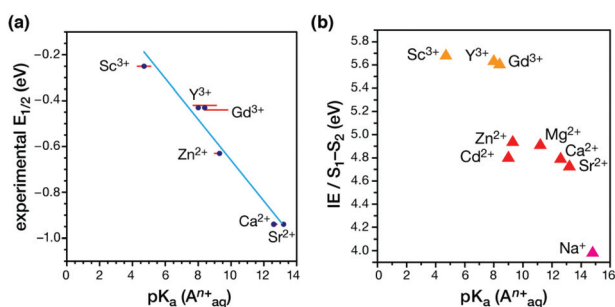 (a)
experimental E1/2 (eV)
−0.2
−0.4
−0.6
−0.8
−1.0
Sc3+
Y3+
Gd3+
Zn2+
Ca2+
Sr2+
0 2 4 6 8 10 12 14
pKa (An+aq)
(b)
IE / S1–S2 (eV)
5.8
5.6
5.4
5.2
5.0
4.8
4.6
4.4
4.2
4.0
Sc3+
Y3+
Gd3+
Zn2+
Mg2+
Cd2+
Ca2+
Sr2+
Na+
0 2 4 6 8 10 12 14 16
pKa (An+aq)